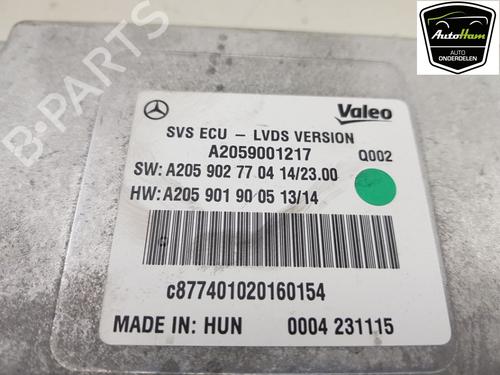 AutoHam
AUTO
ONDERDELEN
B-PARTS
Valeo
SVS ECU – LVDS VERSION
A2059001217 Q002
SW: A205 902 77 04 14/23.00
HW: A205 901 90 05 13/14
c877401020160154
MADE IN: HUN 0004 231115